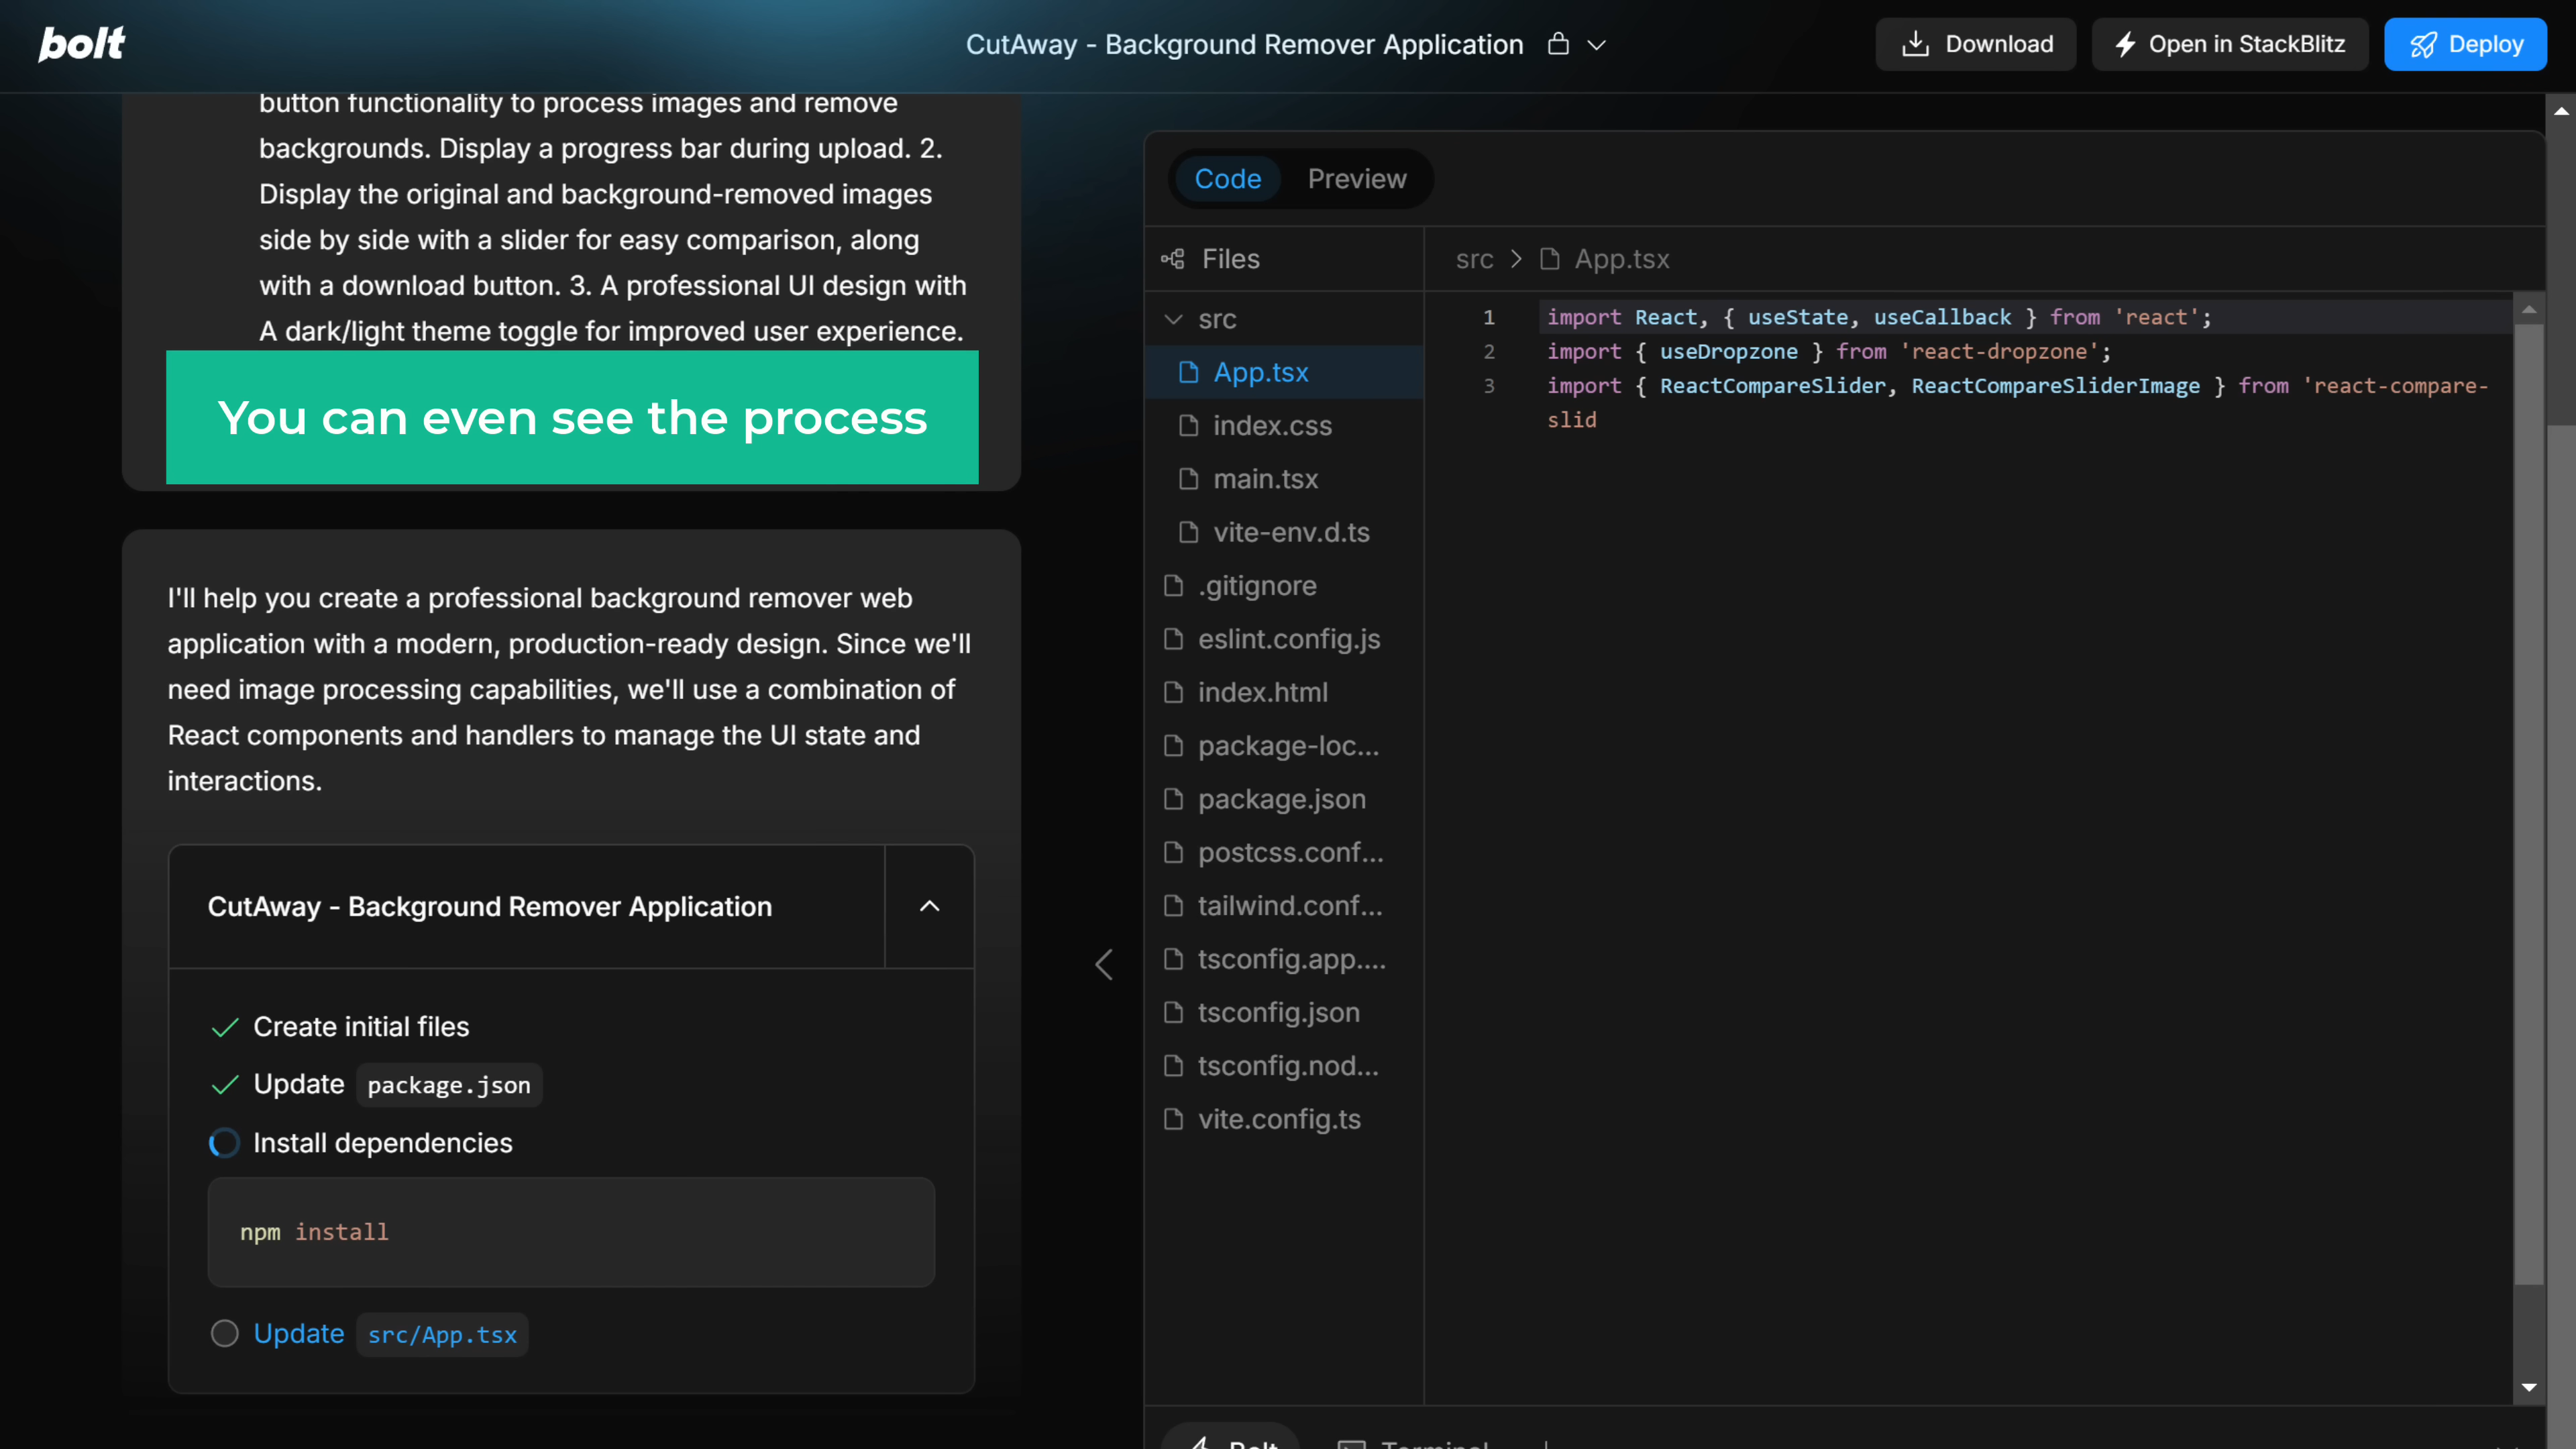 bolt
CutAway - Background Remover Application
Download
Open in StackBlitz
Deploy
button functionality to process images and remove
backgrounds. Display a progress bar during upload. 2.
Display the original and background-removed images
side by side with a slider for easy comparison, along
with a download button. 3. A professional UI design with
A dark/light theme toggle for improved user experience.
You can even see the process
I'll help you create a professional background remover web
application with a modern, production-ready design. Since we'll
need image processing capabilities, we'll use a combination of
React components and handlers to manage the UI state and
interactions.
CutAway - Background Remover Application
Create initial files
Update package.json
Install dependencies
npm install
Update src/App.tsx
Code
Preview
Files
src
App.tsx
index.css
main.tsx
vite-env.d.ts
.gitignore
eslint.config.js
index.html
package-loc...
package.json
postcss.conf...
tailwind.conf...
tsconfig.app....
tsconfig.json
tsconfig.nod...
vite.config.ts
src > App.tsx
1 import React, { useState, useCallback } from 'react';
2 import { useDropzone } from 'react-dropzone';
3 import { ReactCompareSlider, ReactCompareSliderImage } from 'react-compare-
slid
Bolt
Terminal